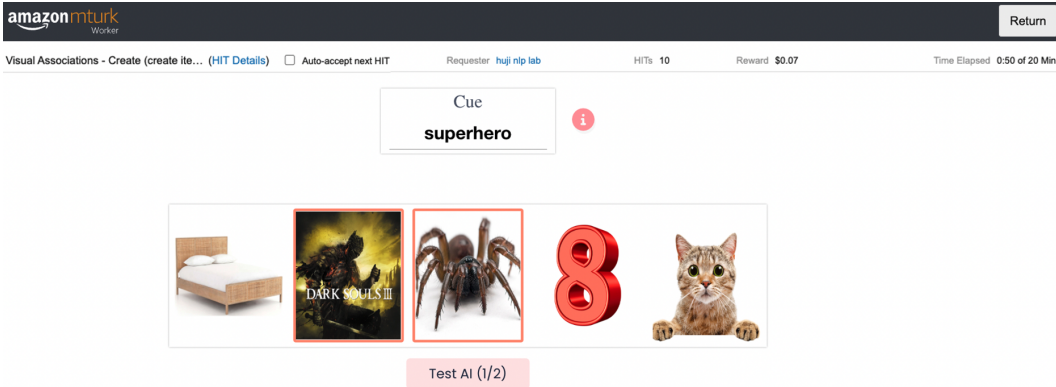 amazonmturk
Worker
Return
Visual Associations - Create (create ite... (HIT Details) Auto-accept next HIT Requester huji nlp lab HITs 10 Reward $0.07 Time Elapsed 0:50 of 20 Min
Cue
i
superhero
DARK SOULS III
8
Test AI (1/2)